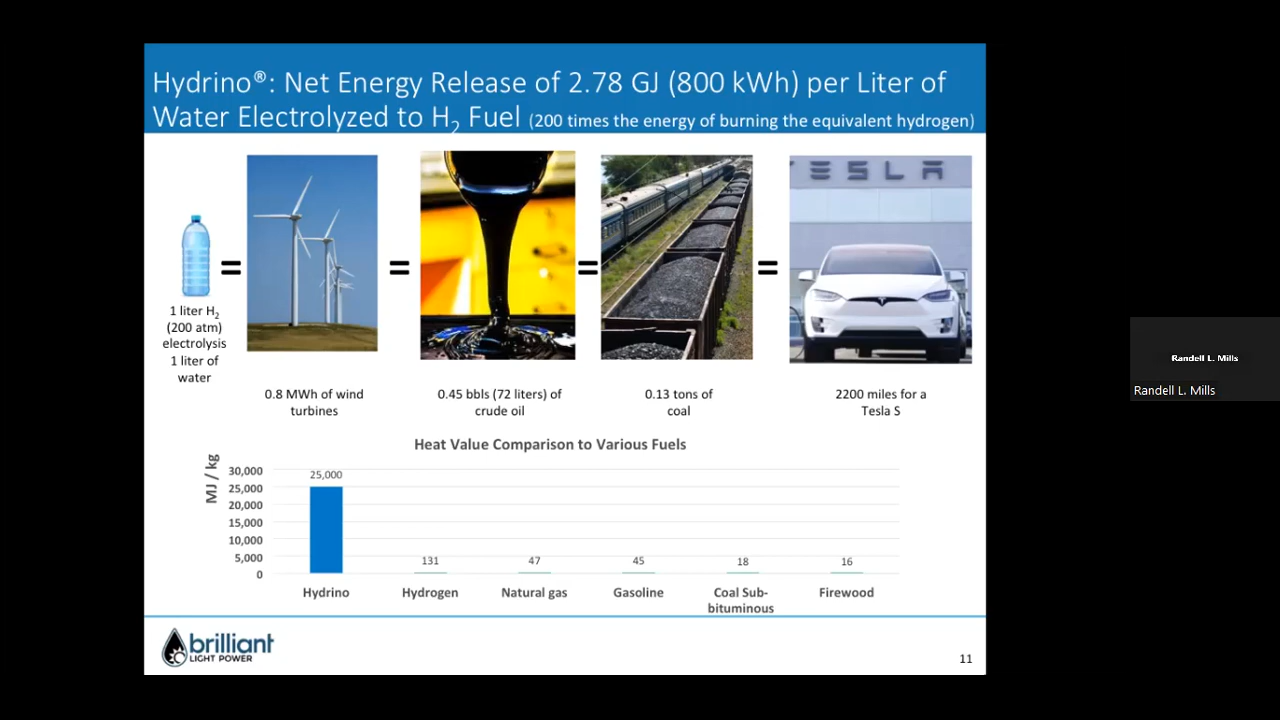 Hydrino®: Net Energy Release of 2.78 GJ (800 kWh) per Liter of
Water Electrolyzed to H2 Fuel (200 times the energy of burning the equivalent hydrogen)
TESLA
=
=
=
=
1 liter H2
(200 atm)
electrolysis
1 liter of
water
0.8 MWh of wind
turbines
0.45 bbls (72 liters) of
crude oil
0.13 tons of
coal
2200 miles for a
Tesla S
Randell L. Mills
Randell L. Mills
Heat Value Comparison to Various Fuels
MJ / kg
30,000
25,000
20,000
15,000
10,000
5,000
0
25,000
131
47
45
18
16
Hydrino
Hydrogen
Natural gas
Gasoline
Coal Sub-
bituminous
Firewood
brilliant
LIGHT POWER
11